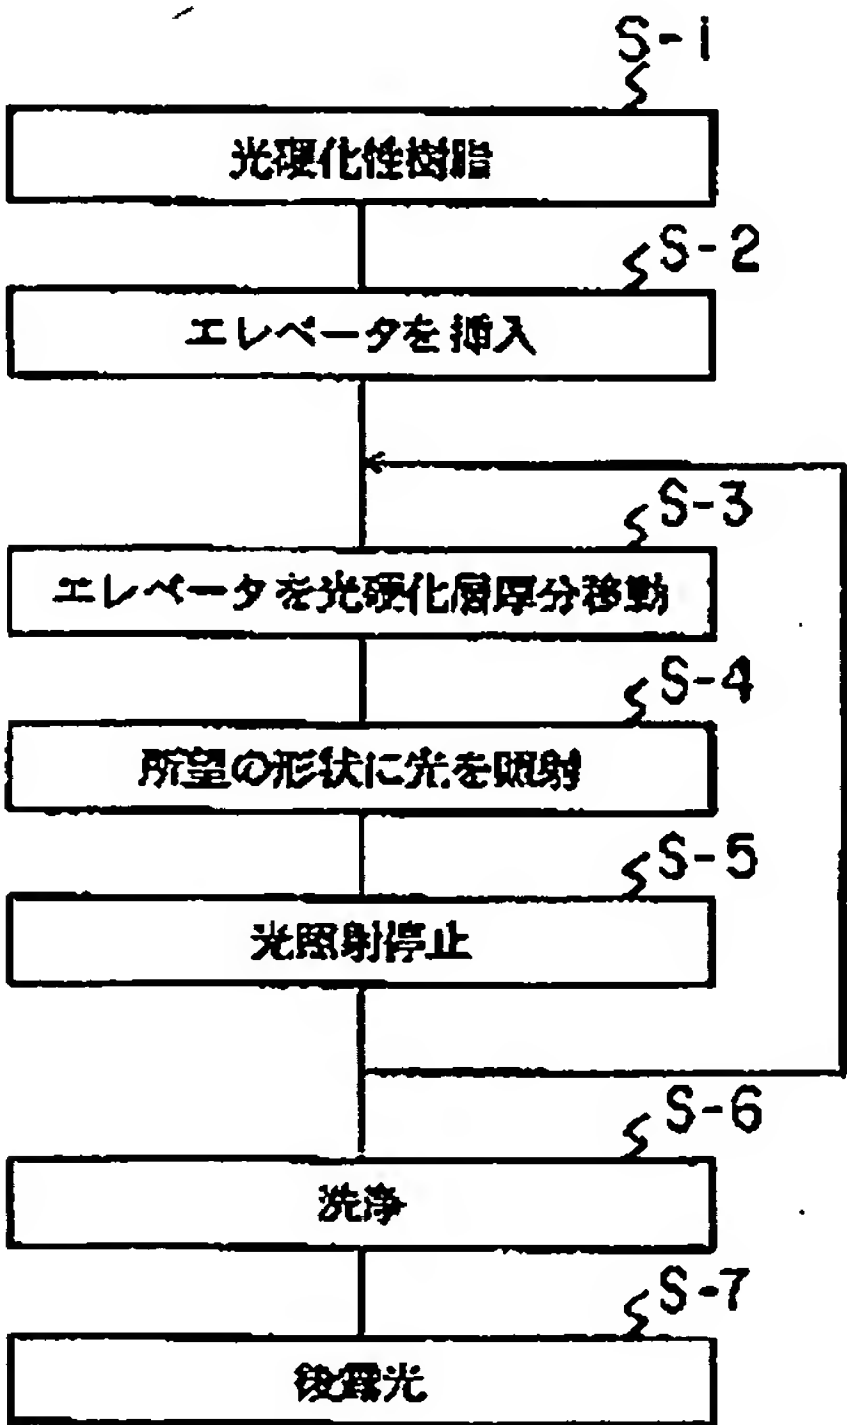 S-1
光硬化性樹脂
S-2
エレベータを挿入
S-3
エレベータを光硬化層厚分移動
S-4
所望の形状に光を照射
S-5
光照射停止
S-6
洗浄
S-7
後露光